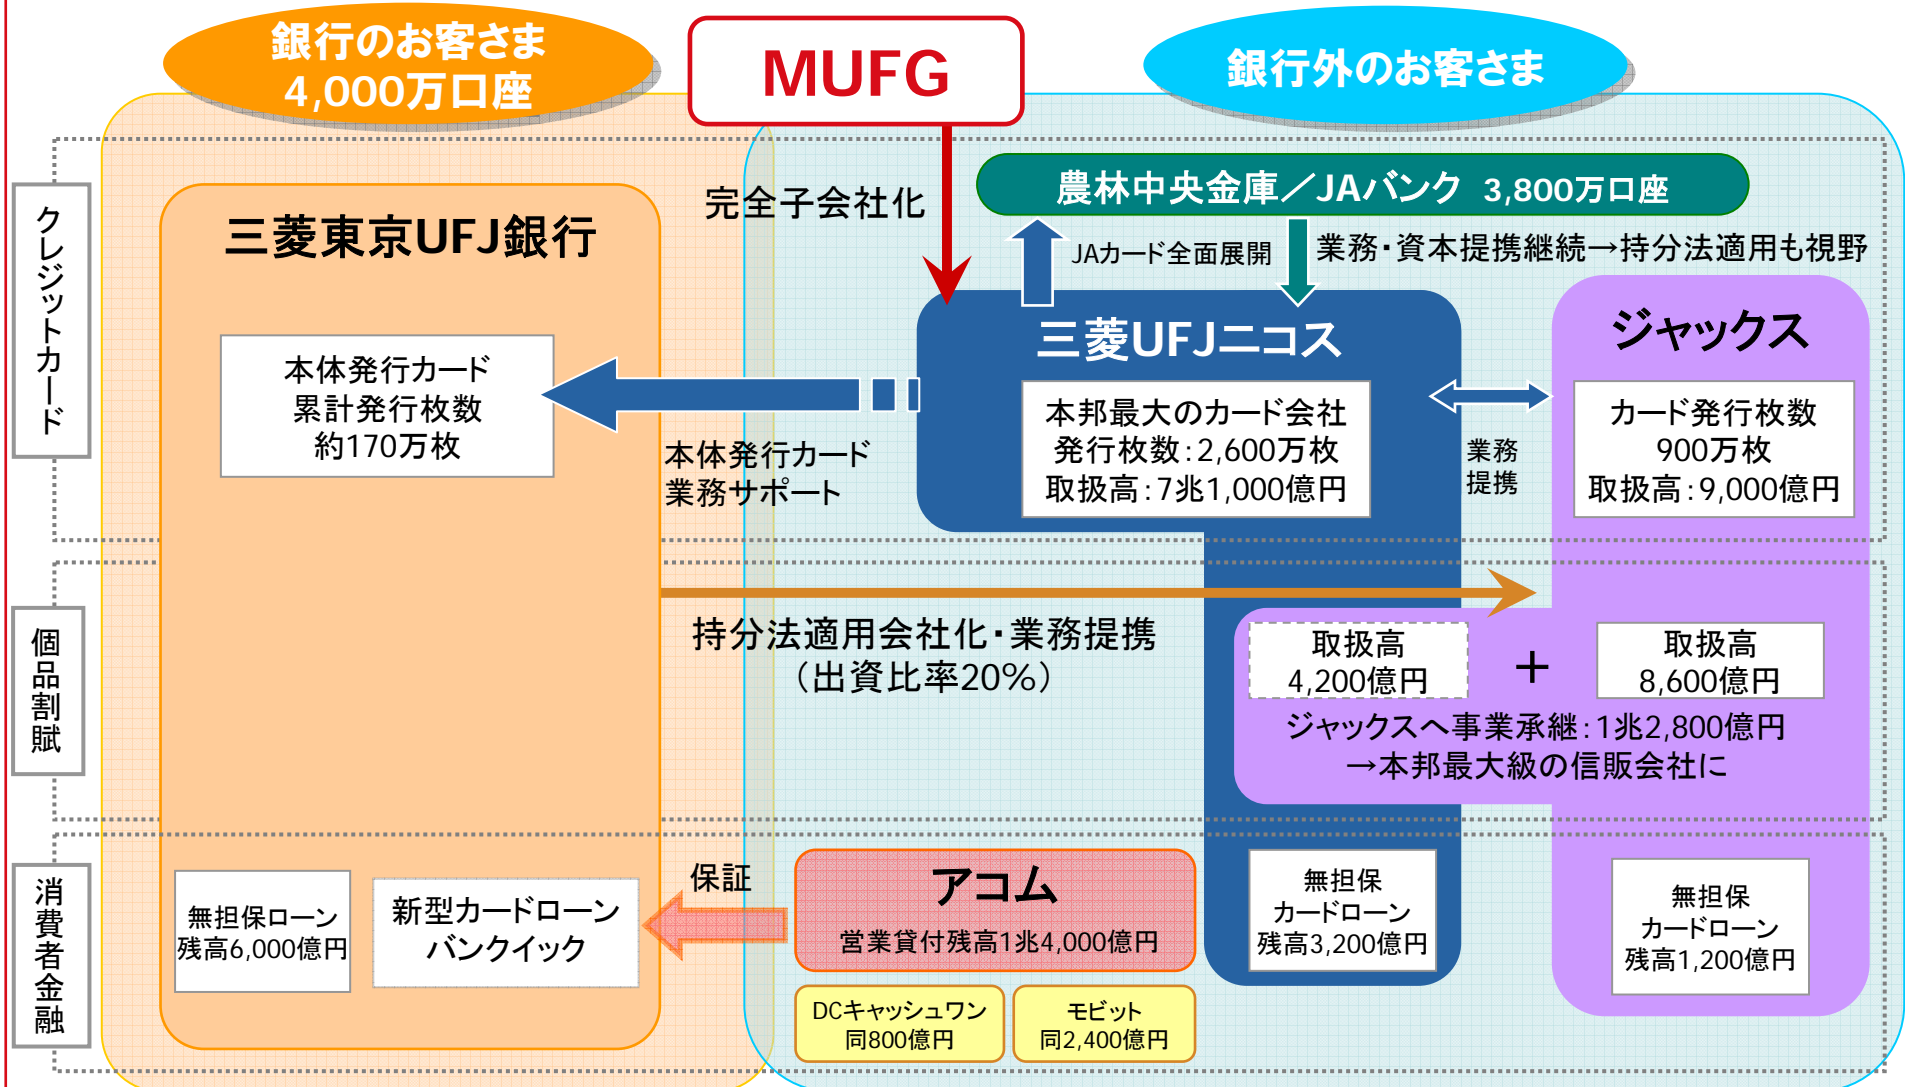 銀行のお客さま
4,000万口座
MUFG
銀行外のお客さま
クレジットカード
三菱東京UFJ銀行
完全子会社化
農林中央金庫／JAバンク 3,800万口座
JAカード全面展開
業務・資本提携継続→持分法適用も視野
本体発行カード
累計発行枚数
約170万枚
本体発行カード
業務サポート
三菱UFJニコス
本邦最大のカード会社
発行枚数：2,600万枚
取扱高：7兆1,000億円
業務
提携
ジャックス
カード発行枚数
900万枚
取扱高：9,000億円
個品割賦
持分法適用会社化・業務提携
（出資比率20％）
取扱高
4,200億円
＋
取扱高
8,600億円
ジャックスへ事業承継：1兆2,800億円
→本邦最大級の信販会社に
消費者金融
無担保ローン
残高6,000億円
新型カードローン
バンクイック
保証
アコム
営業貸付残高1兆4,000億円
DCキャッシュワン
同800億円
モビット
同2,400億円
無担保
カードローン
残高3,200億円
無担保
カードローン
残高1,200億円